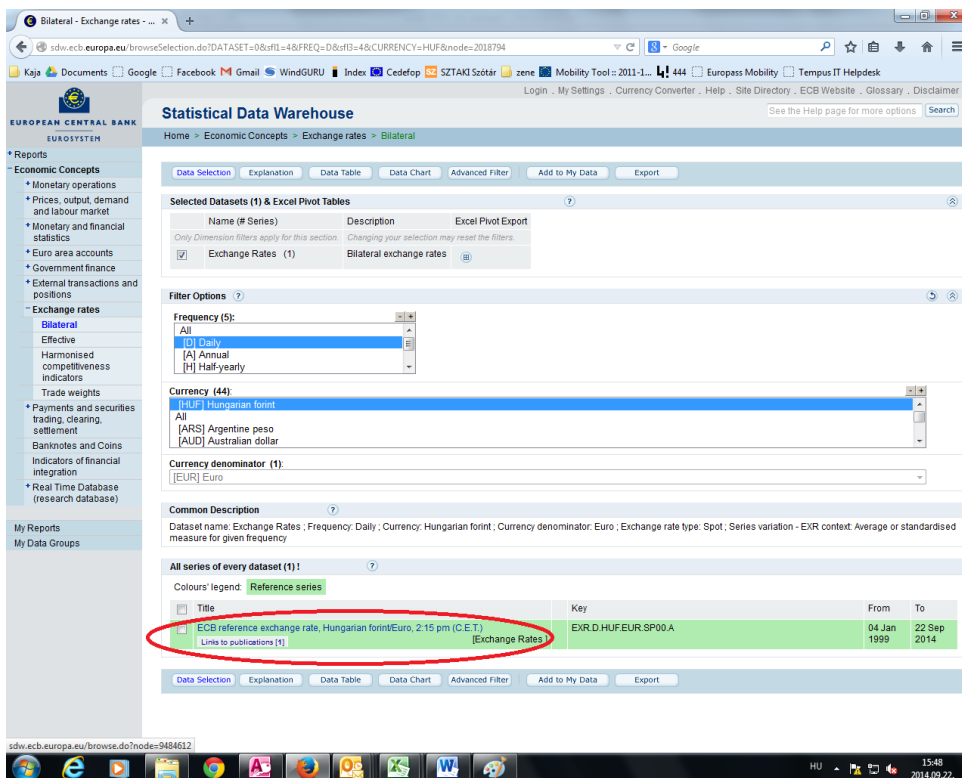 Bilateral - Exchange rates - ...
sdw.ecb.europa.eu/browseSelection.do?DATASET=0&sfl1=4&FREQ=D&sfl3=4&CURRENCY=HUF&node=2018794
Google
Kaja Documents Google Facebook Gmail WindGURU Index Cedefop SZTAKI Szótár zene Mobility Tool :: 2011-1... 444 Europass Mobility Tempus IT Helpdesk
Login . My Settings . Currency Converter . Help . Site Directory . ECB Website . Glossary . Disclaimer
EUROPEAN CENTRAL BANK
EUROSYSTEM
Statistical Data Warehouse
See the Help page for more options Search
Home > Economic Concepts > Exchange rates > Bilateral
+ Reports
- Economic Concepts
+ Monetary operations
+ Prices, output, demand
and labour market
+ Monetary and financial
statistics
+ Euro area accounts
+ Government finance
+ External transactions and
positions
- Exchange rates
Bilateral
Effective
Harmonised
competitiveness
indicators
Trade weights
+ Payments and securities
trading, clearing,
settlement
Banknotes and Coins
Indicators of financial
integration
+ Real Time Database
(research database)
My Reports
My Data Groups
Data Selection Explanation Data Table Data Chart Advanced Filter Add to My Data Export
Selected Datasets (1) & Excel Pivot Tables ?
Name (# Series) Description Excel Pivot Export
Only Dimension filters apply for this section. Changing your selection may reset the filters.
Exchange Rates (1) Bilateral exchange rates
Filter Options ?
Frequency (5): - +
All
[D] Daily
[A] Annual
[H] Half-yearly
Currency (44): - +
[HUF] Hungarian forint
All
[ARS] Argentine peso
[AUD] Australian dollar
Currency denominator (1):
[EUR] Euro
Common Description ?
Dataset name: Exchange Rates ; Frequency: Daily ; Currency: Hungarian forint ; Currency denominator: Euro ; Exchange rate type: Spot ; Series variation - EXR context: Average or standardised
measure for given frequency
All series of every dataset (1) ! ?
Colours' legend: Reference series
Title Key From To
ECB reference exchange rate, Hungarian forint/Euro, 2:15 pm (C.E.T.) EXR.D.HUF.EUR.SP00.A 04 Jan 22 Sep
Links to publications [1] [Exchange Rates ] 1999 2014
Data Selection Explanation Data Table Data Chart Advanced Filter Add to My Data Export
sdw.ecb.europa.eu/browse.do?node=9484612
HU 15:48
2014.09.22.